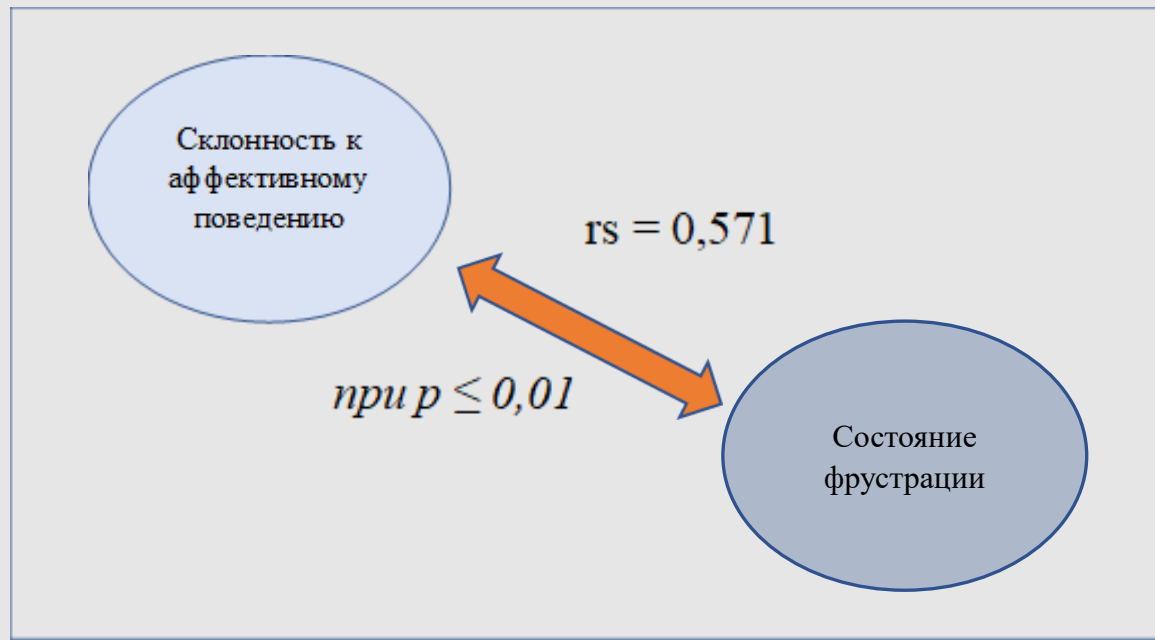 Склонность к
аффективному
поведению
rs = 0,571
при p ≤ 0,01
Состояние
фрустрации